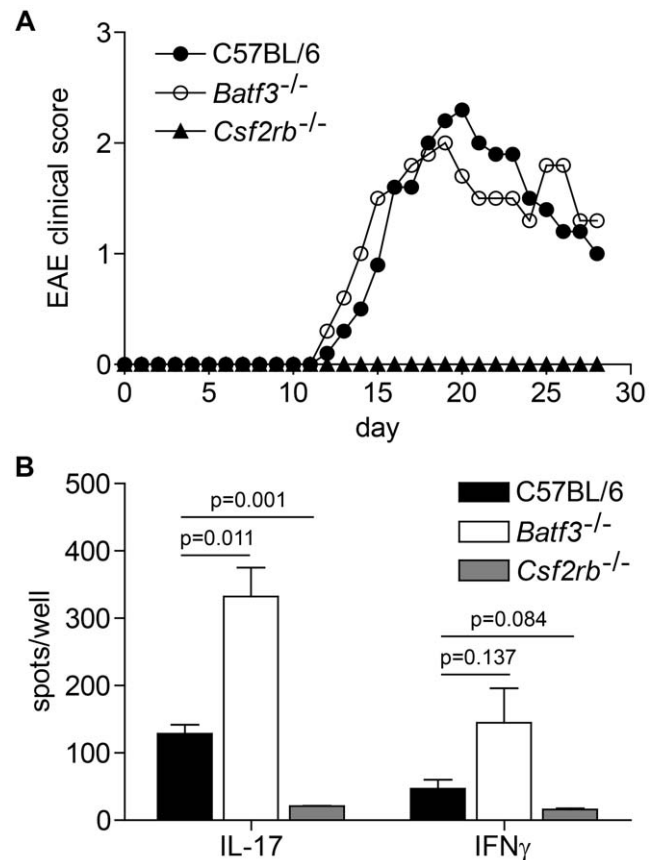 A
3
2
1
0
EAE clinical score
C57BL/6
Batf3-/-
Csf2rb-/-
0 5 10 15 20 25 30
day
B
500
400
300
200
100
0
spots/well
C57BL/6
Batf3-/-
Csf2rb-/-
p=0.001
p=0.011
p=0.084
p=0.137
IL-17 IFNγ